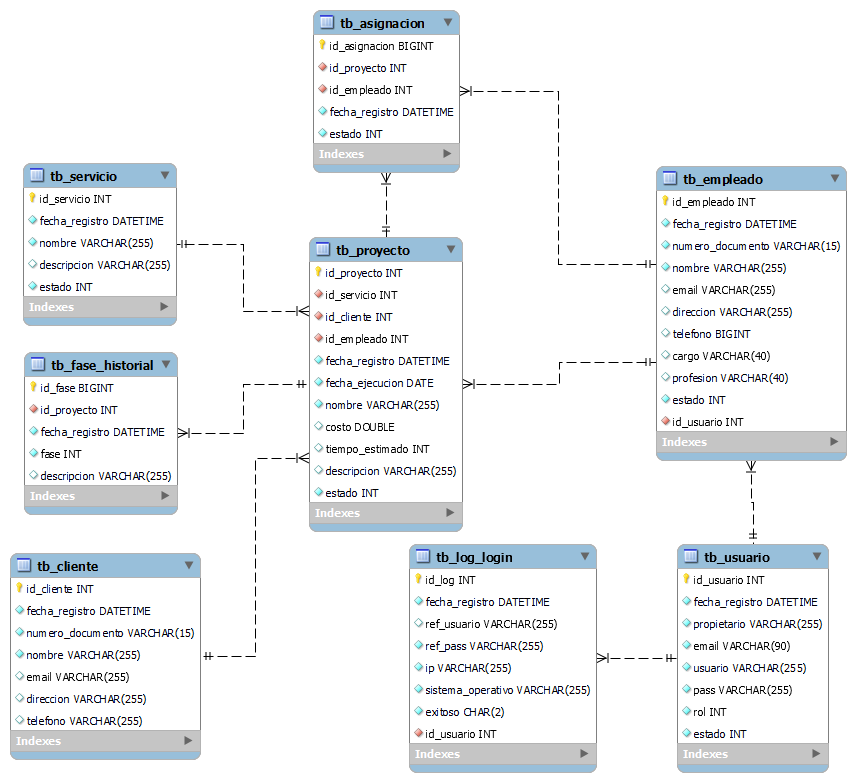 tb_asignacion
id_asignacion BIGINT
id_proyecto INT
id_empleado INT
fecha_registro DATETIME
estado INT
Indexes
tb_servicio
id_servicio INT
fecha_registro DATETIME
nombre VARCHAR(255)
descripcion VARCHAR(255)
estado INT
Indexes
tb_proyecto
id_proyecto INT
id_servicio INT
id_cliente INT
id_empleado INT
fecha_registro DATETIME
fecha_ejecucion DATE
nombre VARCHAR(255)
costo DOUBLE
tiempo_estimado INT
descripcion VARCHAR(255)
estado INT
Indexes
tb_empleado
id_empleado INT
fecha_registro DATETIME
numero_documento VARCHAR(15)
nombre VARCHAR(255)
email VARCHAR(255)
direccion VARCHAR(255)
telefono BIGINT
cargo VARCHAR(40)
profesion VARCHAR(40)
estado INT
id_usuario INT
Indexes
tb_fase_historial
id_fase BIGINT
id_proyecto INT
fecha_registro DATETIME
fase INT
descripcion VARCHAR(255)
Indexes
tb_cliente
id_cliente INT
fecha_registro DATETIME
numero_documento VARCHAR(15)
nombre VARCHAR(255)
email VARCHAR(255)
direccion VARCHAR(255)
telefono VARCHAR(255)
Indexes
tb_log_login
id_log INT
fecha_registro DATETIME
ref_usuario VARCHAR(255)
ref_pass VARCHAR(255)
ip VARCHAR(255)
sistema_operativo VARCHAR(255)
exitoso CHAR(2)
id_usuario INT
Indexes
tb_usuario
id_usuario INT
fecha_registro DATETIME
propietario VARCHAR(255)
email VARCHAR(90)
usuario VARCHAR(255)
pass VARCHAR(255)
rol INT
estado INT
Indexes